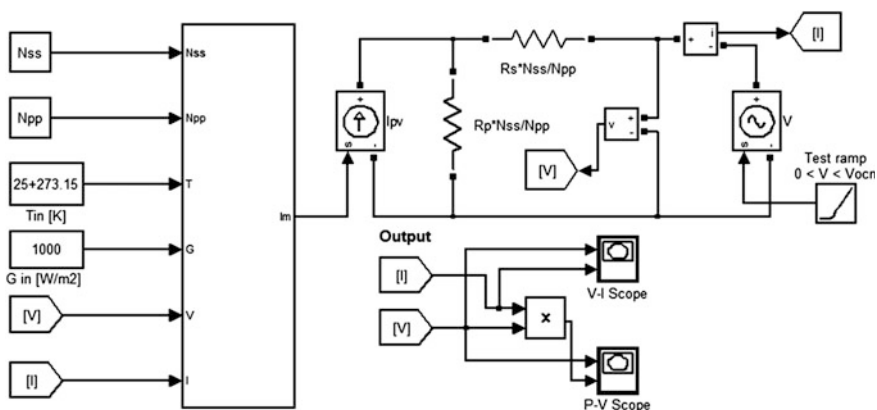 Nss
Npp
25+273.15
Tin [K]
1000
G in [W/m2]
[V]
[I]
Nss
Npp
T
G
V
I
Im
+
Ipv
s
-
Rs*Nss/Npp
Rp*Nss/Npp
v
+
-
[V]
+
i
-
[I]
+
V
s
-
Test ramp
0 < V < Vocn
Output
[I]
[V]
x
V-I Scope
P-V Scope